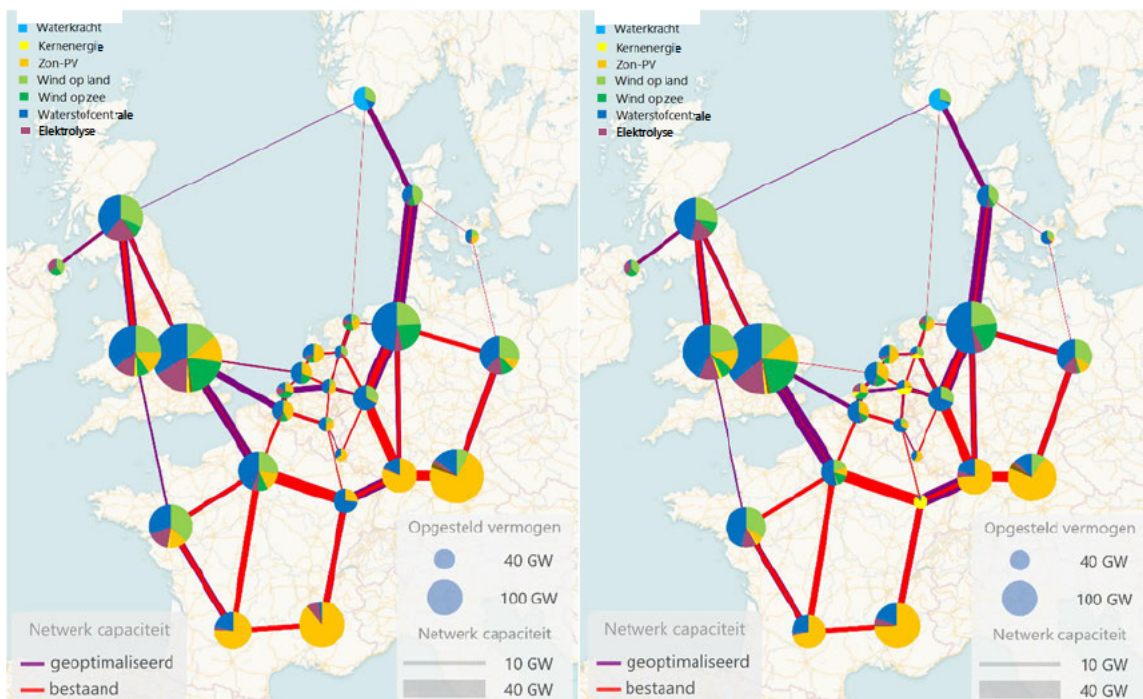 Waterkracht
Kernenergie
Zon-PV
Wind op land
Wind op zee
Waterstofcentrale
Elektrolyse
Opgesteld vermogen
40 GW
100 GW
Netwerk capaciteit
geoptimaliseerd
bestaand
Netwerk capaciteit
10 GW
40 GW
Waterkracht
Kernenergie
Zon-PV
Wind op land
Wind op zee
Waterstofcentrale
Elektrolyse
Opgesteld vermogen
40 GW
100 GW
Netwerk capaciteit
geoptimaliseerd
bestaand
Netwerk capaciteit
10 GW
40 GW